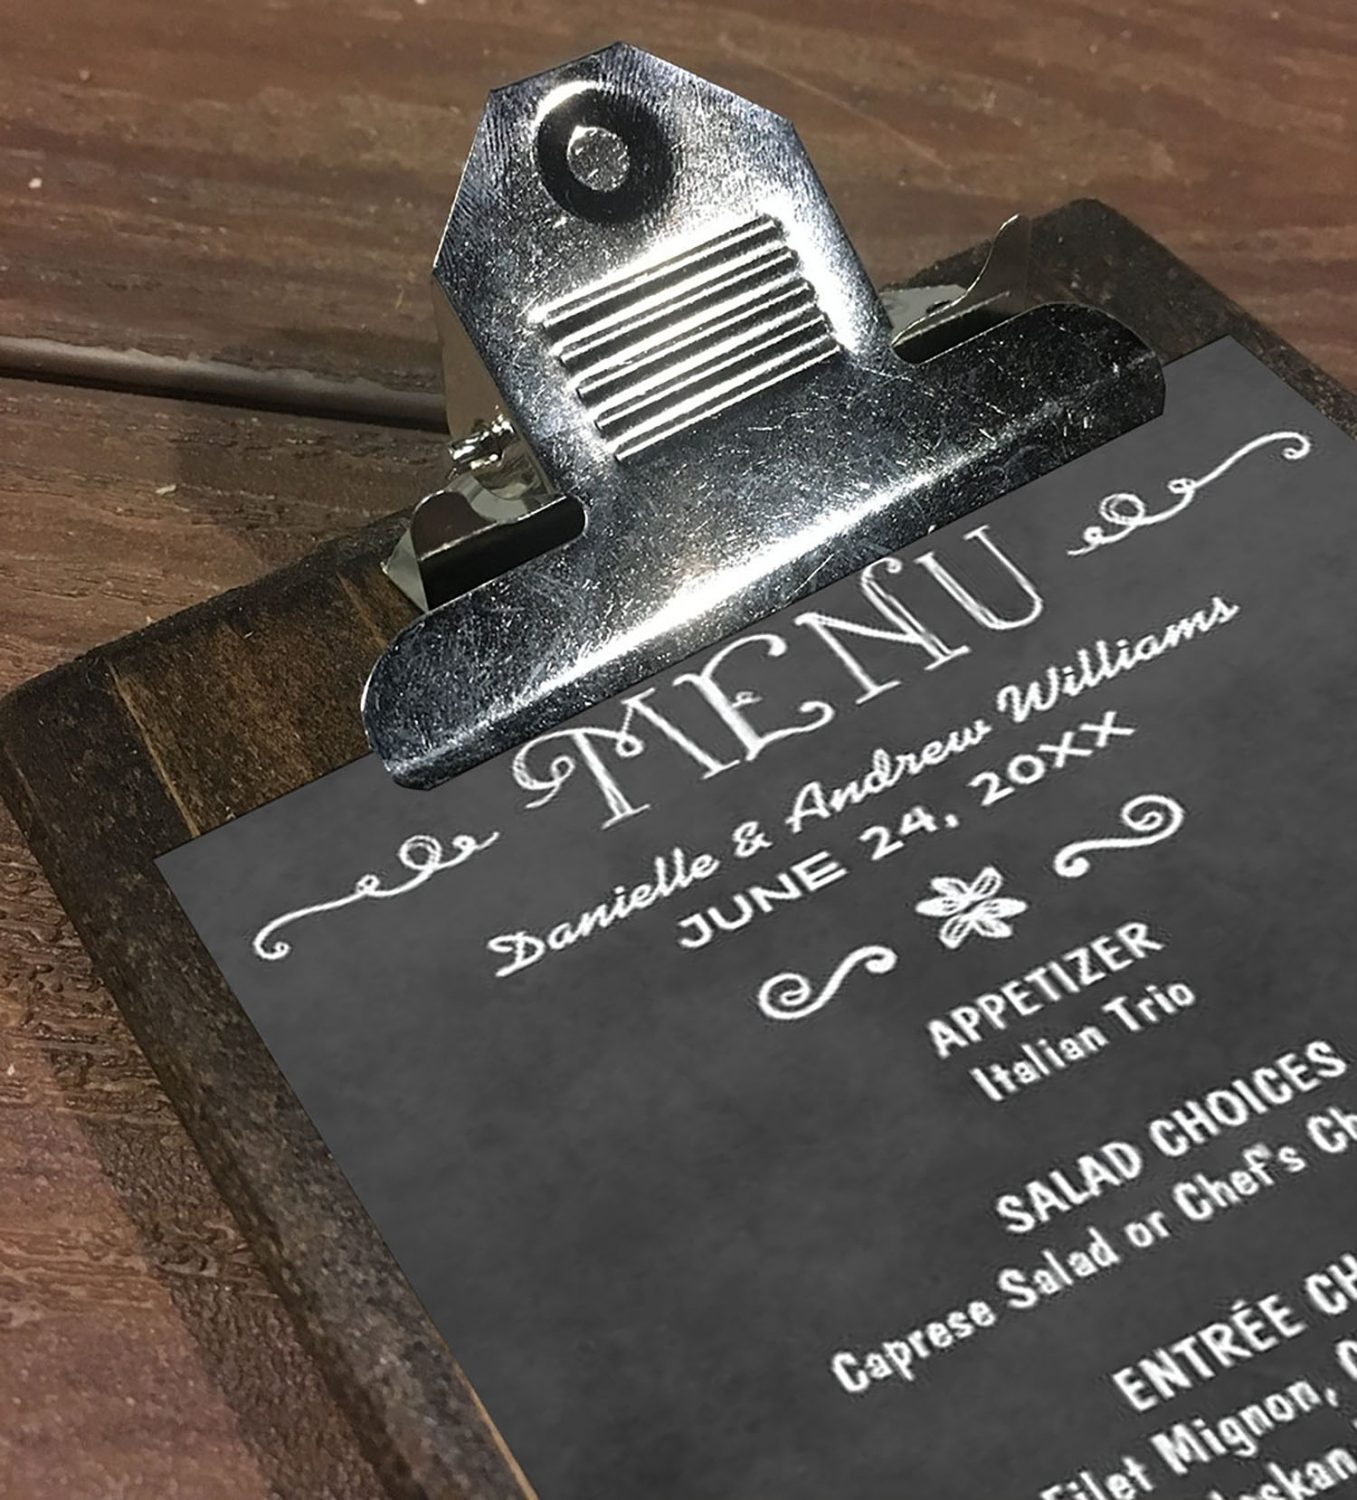 MENU
Danielle & Andrew Williams
JUNE 24, 20XX
APPETIZER
Italian Trio
SALAD CHOICES
Caprese Salad or Chef's
ENTRÉE
Filet Mignon,